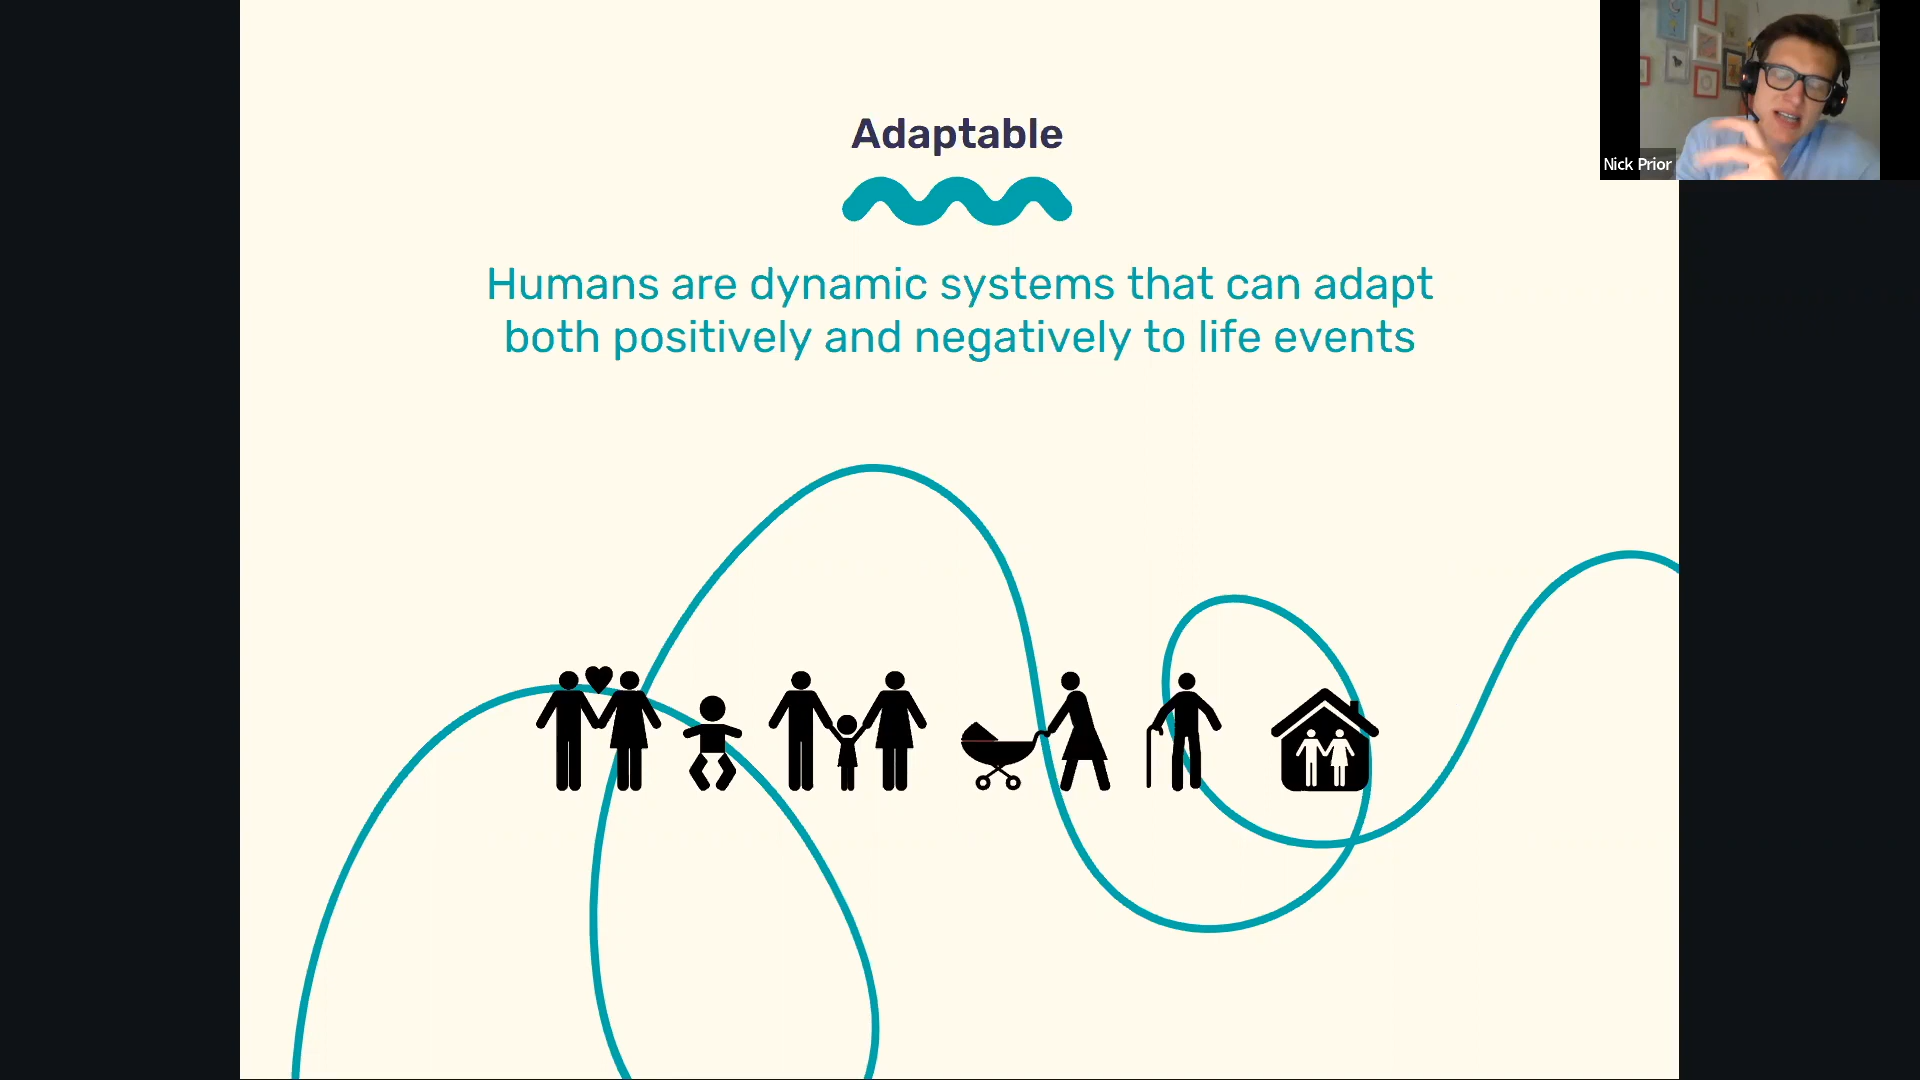 Adaptable
Humans are dynamic systems that can adapt
both positively and negatively to life events
Nick Prior